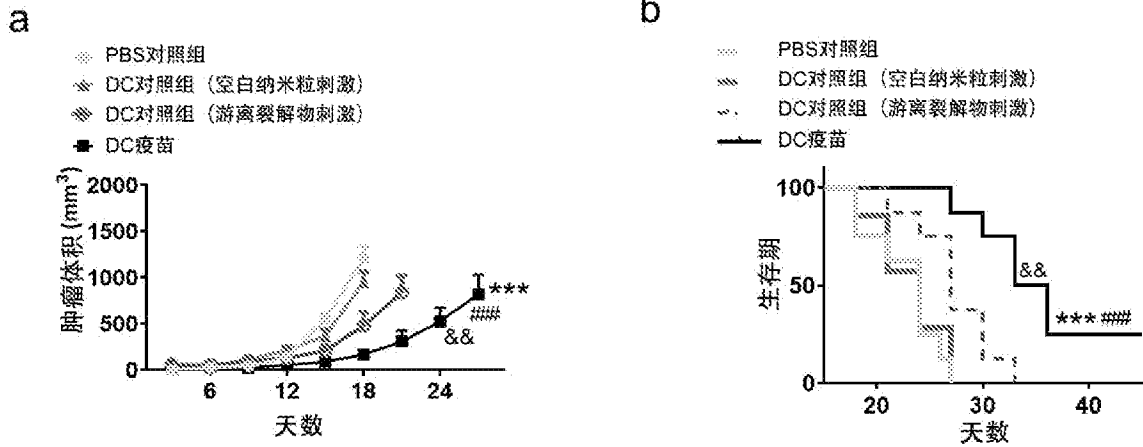 a
PBS对照组
DC对照组（空白纳米粒刺激）
DC对照组（游离裂解物刺激）
DC疫苗
肿瘤体积 (mm³)
2000
1500
1000
500
0
***
###
&&
6
12
18
24
天数
b
PBS对照组
DC对照组（空白纳米粒刺激）
DC对照组（游离裂解物刺激）
DC疫苗
生存期
100
50
0
&&
*** ###
20
30
40
天数